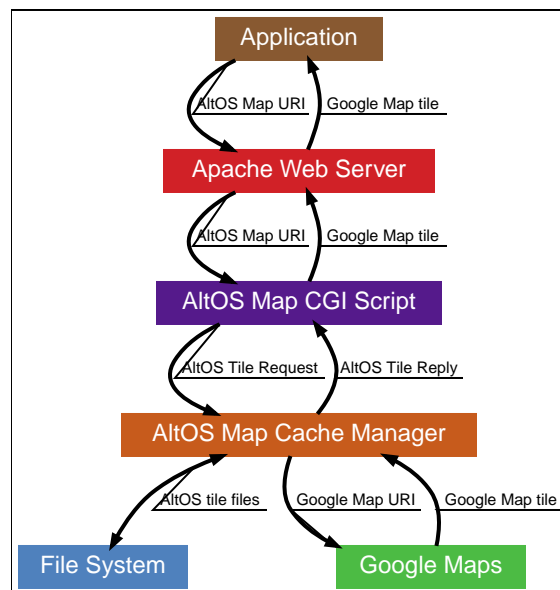 Application
AltOS Map URI Google Map tile
Apache Web Server
AltOS Map URI Google Map tile
AltOS Map CGI Script
AltOS Tile Request AltOS Tile Reply
AltOS Map Cache Manager
AltOS tile files Google Map URI Google Map tile
File System Google Maps